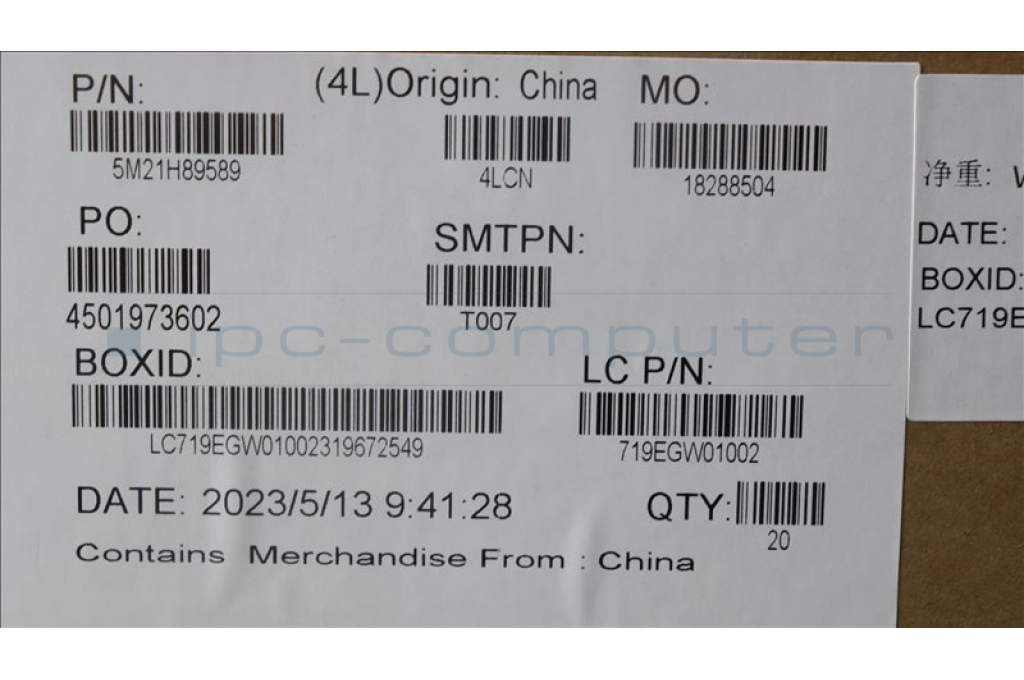 P/N:
(4L)Origin: China
MO:
5M21H89589
4LCN
18288504
PO:
SMTPN:
4501973602
T007
ipc-computer
BOXID:
LC P/N:
LC719EGW01002319672549
719EGW01002
DATE: 2023/5/13 9:41:28
QTY:
20
Contains Merchandise From : China
净重:
DATE:
BOXID:
LC719E